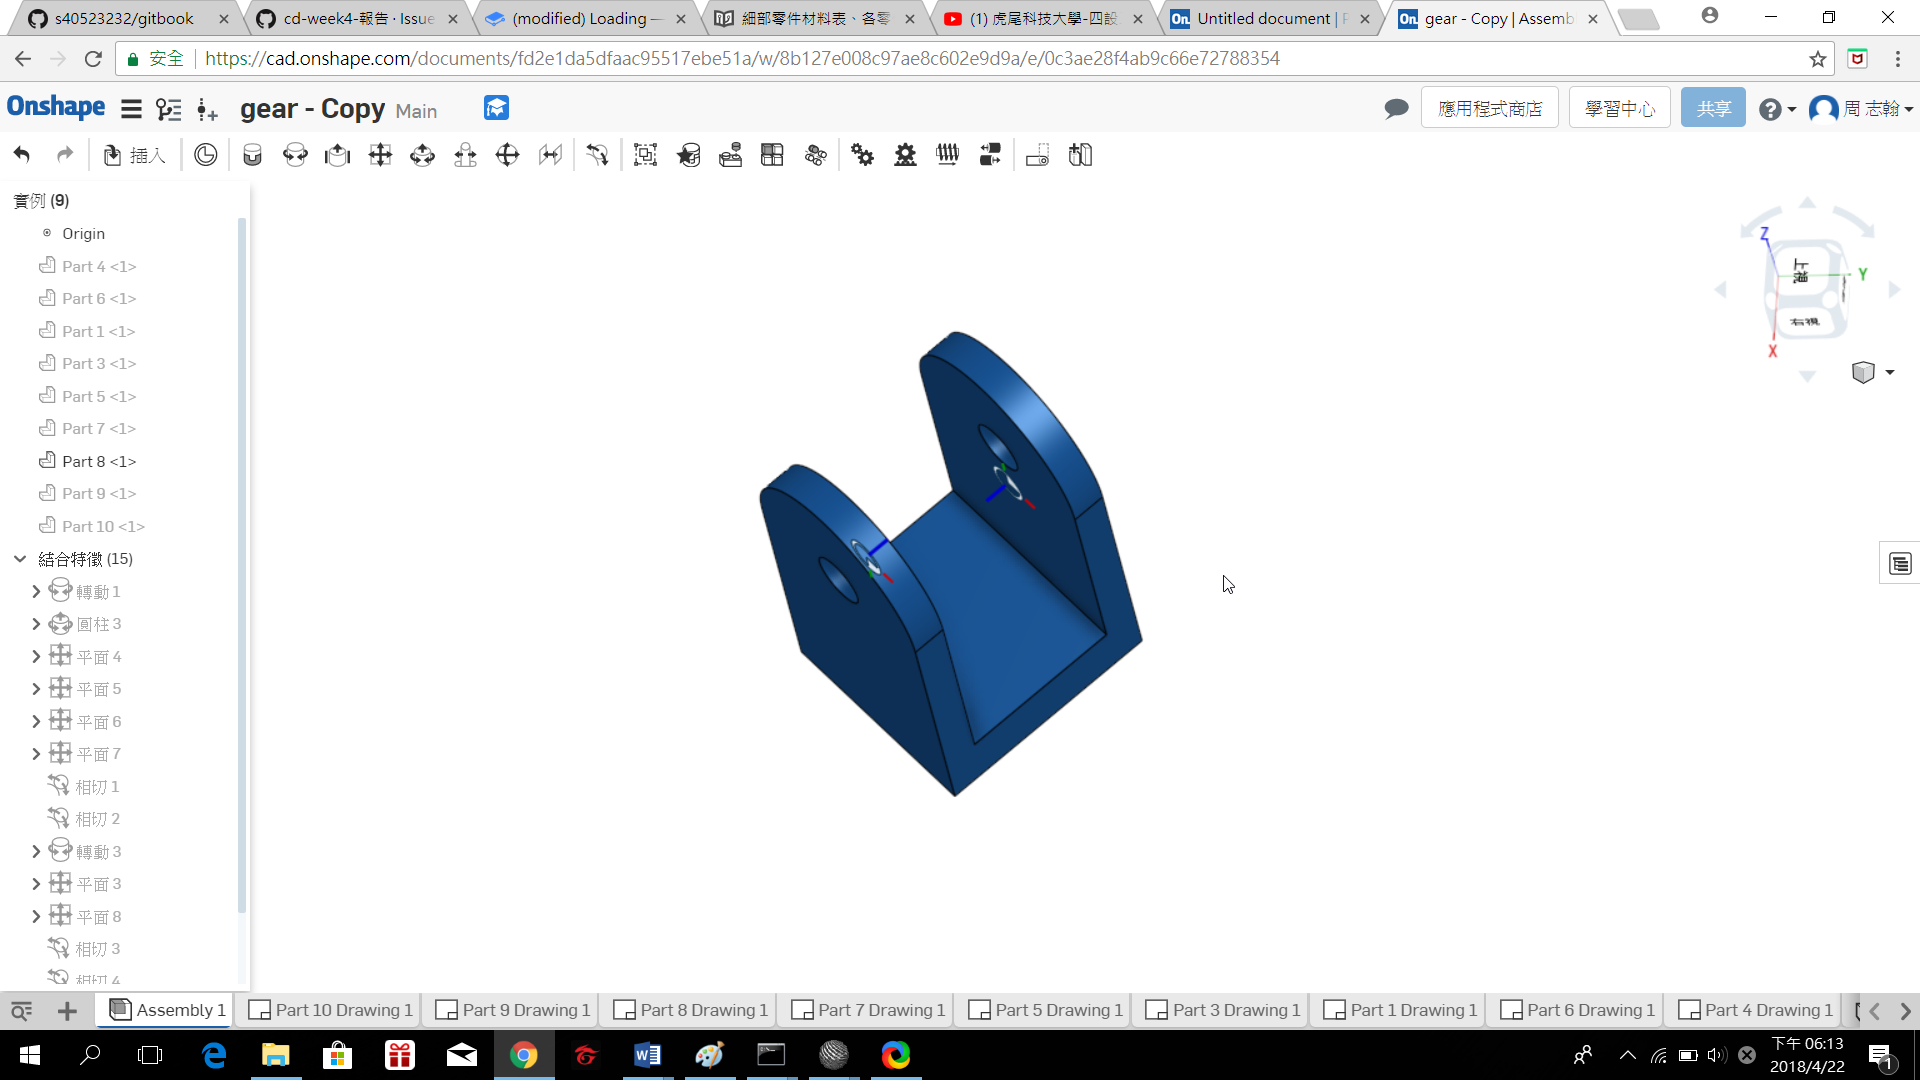 s40523232/gitbook
cd-week4-報告 · Issue
(modified) Loading —
細部零件材料表、各零
(1) 虎尾科技大學-四設
Untitled document | P
gear - Copy | Assemb
安全 https://cad.onshape.com/documents/fd2e1da5dfaac95517ebe51a/w/8b127e008c97ae8c602e9d9a/e/0c3ae28f4ab9c66e72788354
Onshape gear - Copy Main 應用程式商店 學習中心 共享 周 志翰
插入
實例 (9)
Origin
Part 4 <1>
Part 6 <1>
Part 1 <1>
Part 3 <1>
Part 5 <1>
Part 7 <1>
Part 8 <1>
Part 9 <1>
Part 10 <1>
結合特徵 (15)
轉動 1
圓柱 3
平面 4
平面 5
平面 6
平面 7
相切 1
相切 2
轉動 3
平面 3
平面 8
相切 3
相切 4
Z
Y
X
上視
右視
Assembly 1
Part 10 Drawing 1
Part 9 Drawing 1
Part 8 Drawing 1
Part 7 Drawing 1
Part 5 Drawing 1
Part 3 Drawing 1
Part 1 Drawing 1
Part 6 Drawing 1
Part 4 Drawing 1
下午 06:13
2018/4/22
1